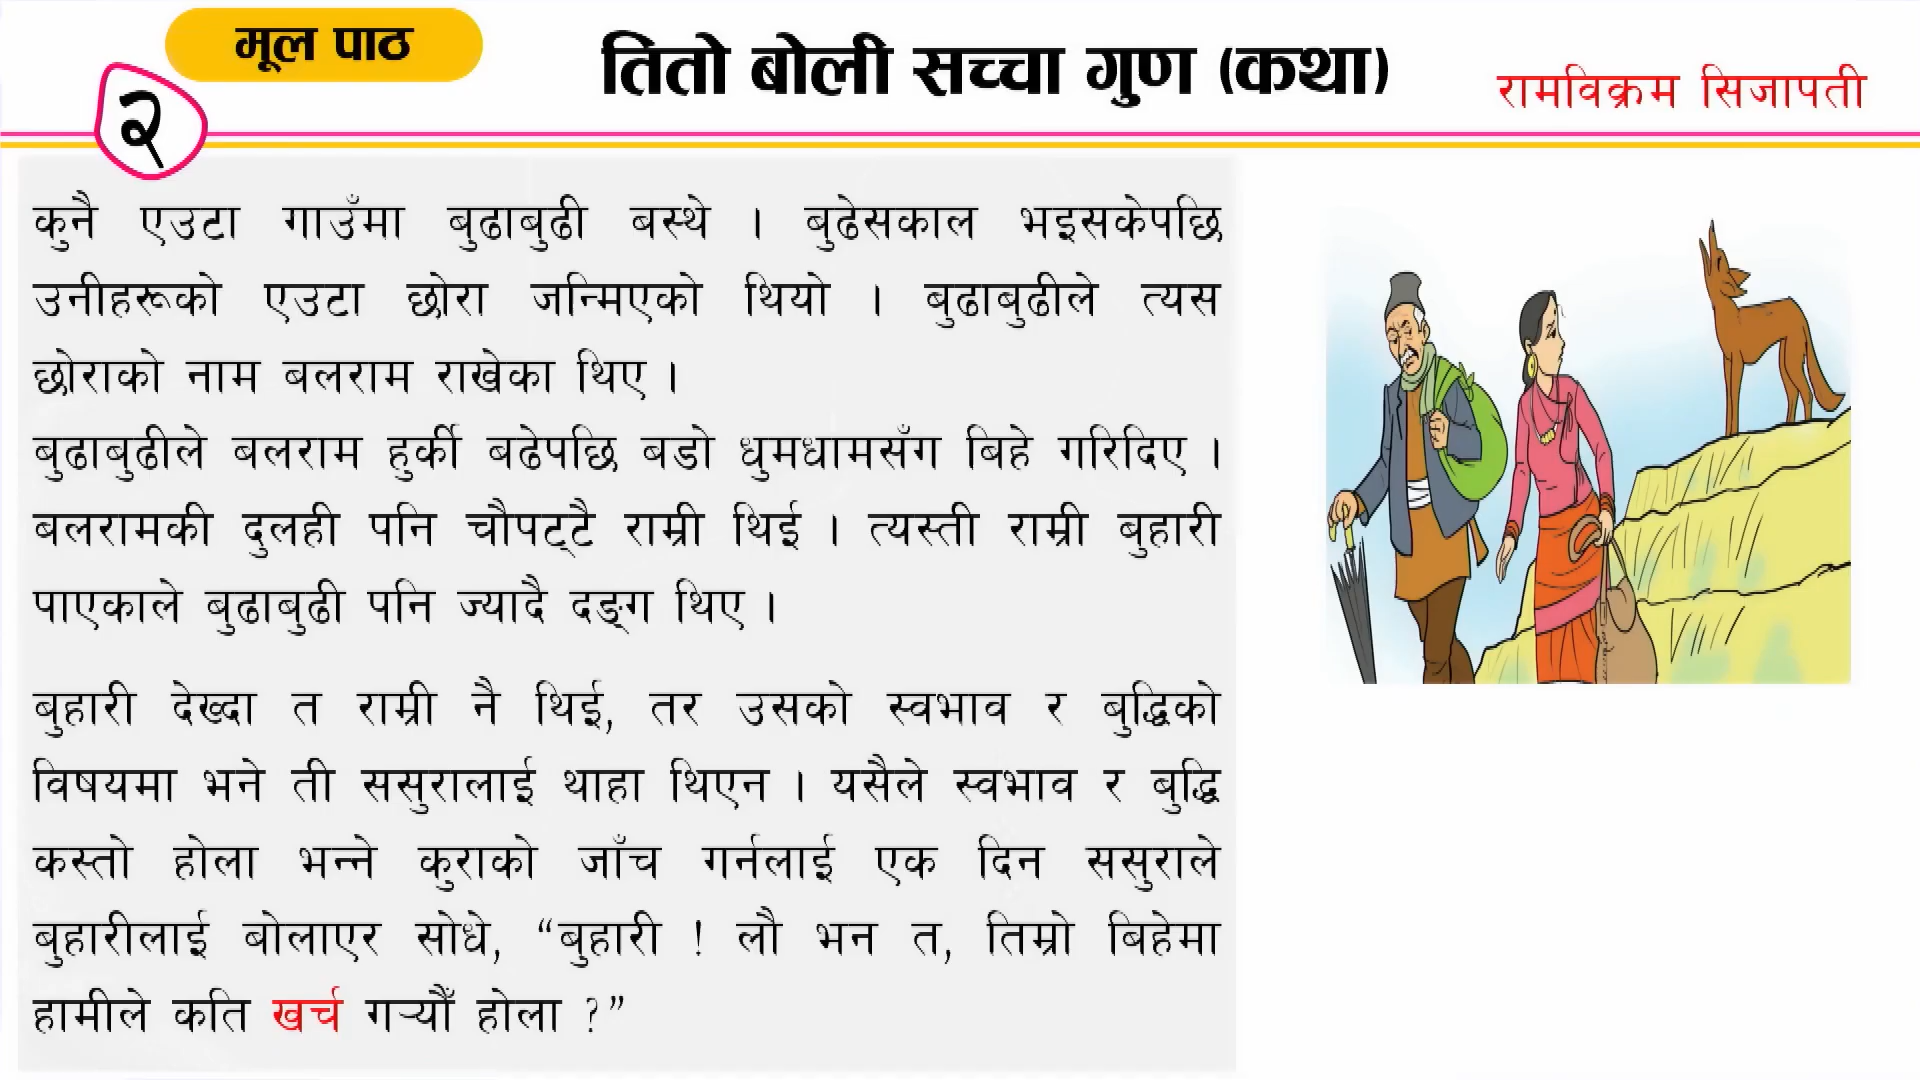 मूल पाठ
२
तितो बोली सच्चा गुण (कथा)
रामविक्रम सिजापती
कुनै एउटा गाउँमा बुढाबुढी बस्थे । बुढेसकाल भइसकेपछि
उनीहरूको एउटा छोरा जन्मिएको थियो । बुढाबुढीले त्यस
छोराको नाम बलराम राखेका थिए ।
बुढाबुढीले बलराम हुर्की बढेपछि बडो धुमधामसँग बिहे गरिदिए ।
बलरामकी दुलही पनि चौपट्टै राम्री थिई । त्यस्ती राम्री बुहारी
पाएकाले बुढाबुढी पनि ज्यादै दङ्ग थिए ।
बुहारी देख्दा त राम्री नै थिई, तर उसको स्वभाव र बुद्धिको
विषयमा भने ती ससुरालाई थाहा थिएन । यसैले स्वभाव र बुद्धि
कस्तो होला भन्ने कुराको जाँच गर्नलाई एक दिन ससुराले
बुहारीलाई बोलाएर सोधे, “बुहारी ! लौ भन त, तिम्रो बिहेमा
हामीले कति खर्च गऱ्यौँ होला ?”